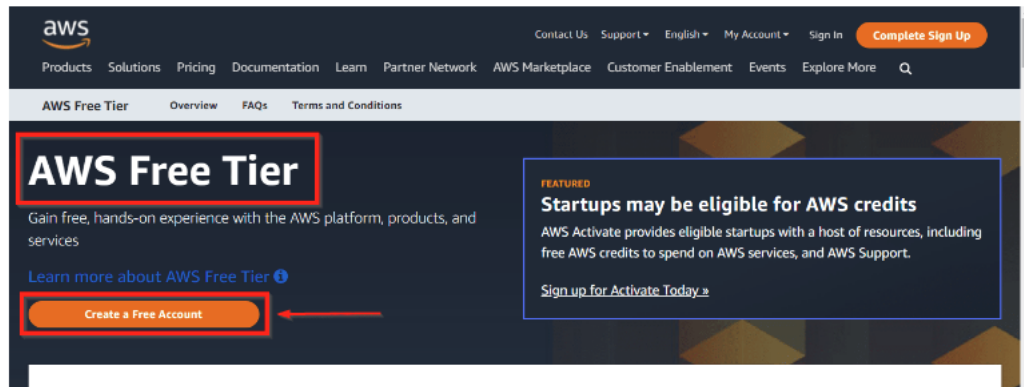 aws
Contact Us Support English My Account Sign In Complete Sign Up
Products Solutions Pricing Documentation Learn Partner Network AWS Marketplace Customer Enablement Events Explore More
AWS Free Tier Overview FAQs Terms and Conditions
AWS Free Tier
Gain free, hands-on experience with the AWS platform, products, and
services
Learn more about AWS Free Tier
Create a Free Account
FEATURED
Startups may be eligible for AWS credits
AWS Activate provides eligible startups with a host of resources, including
free AWS credits to spend on AWS services, and AWS Support.
Sign up for Activate Today »